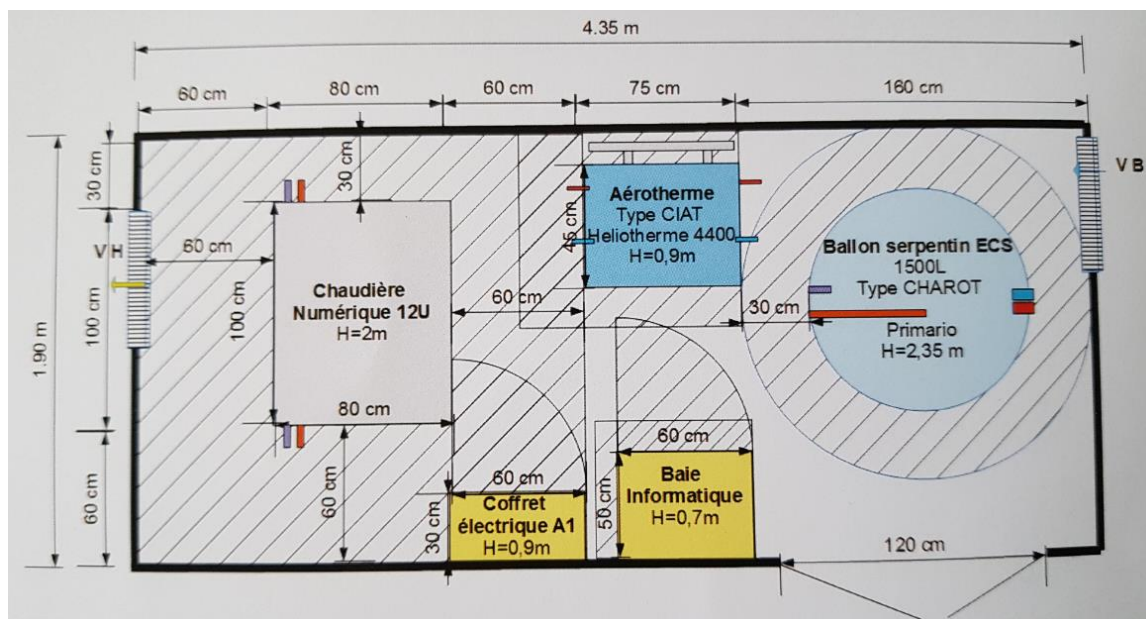 4.35 m
60 cm
80 cm
60 cm
75 cm
160 cm
30 cm
30 cm
V B
Aérotherme
Type CIAT
Heliotherme 4400
H=0,9m
45 cm
Ballon serpentin ECS
1500L
Type CHAROT
Primario
H=2,35 m
V H
60 cm
1.90 m
100 cm
100 cm
Chaudière
Numérique 12U
H=2m
60 cm
30 cm
80 cm
60 cm
60 cm
60 cm
Coffret
électrique A1
H=0,9m
30 cm
60 cm
Baie
Informatique
H=0,7m
50 cm
120 cm